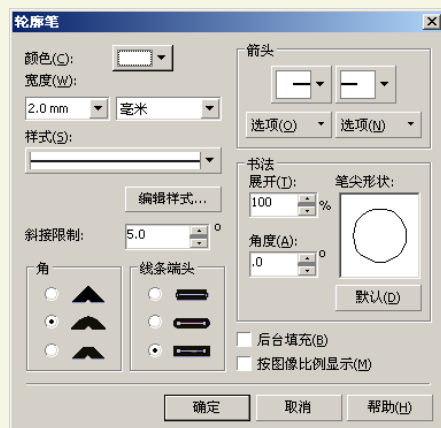 轮廓笔
颜色(C):
宽度(W):
2.0 mm
毫米
样式(S):
编辑样式...
斜接限制:
5.0
o
角
线条端头
箭头
选项(O)
选项(N)
书法
展开(T):
笔尖形状:
100
%
角度(A):
.0
o
默认(D)
后台填充(B)
按图像比例显示(M)
确定
取消
帮助(H)